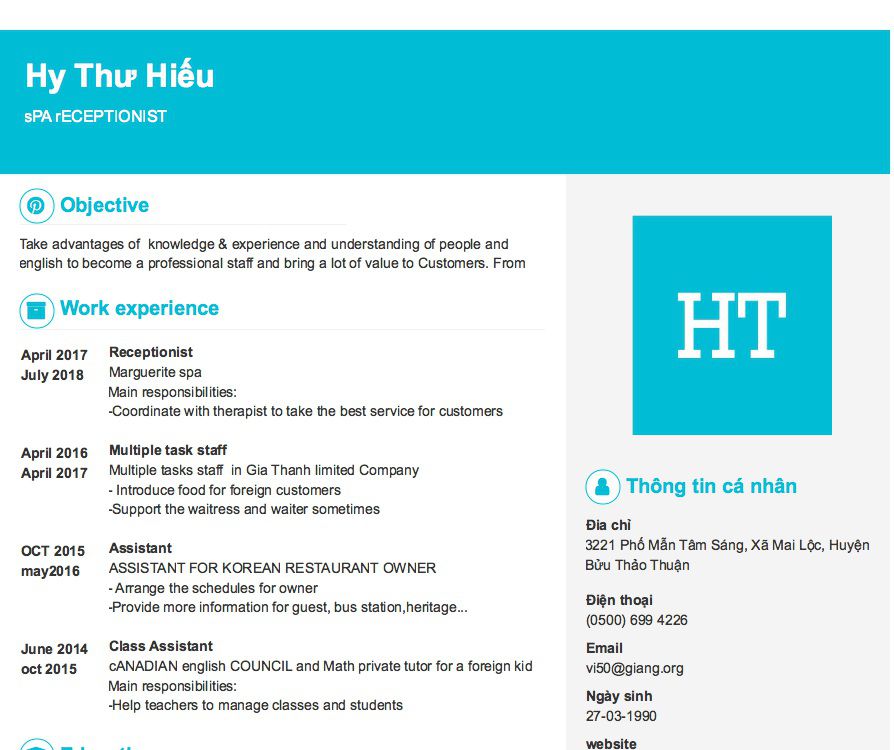 Hy Thư Hiếu
sPA rECEPTIONIST
Objective
Take advantages of knowledge & experience and understanding of people and
english to become a professional staff and bring a lot of value to Customers. From
Work experience
April 2017
July 2018
Receptionist
Marguerite spa
Main responsibilities:
-Coordinate with therapist to take the best service for customers
April 2016
April 2017
Multiple task staff
Multiple tasks staff in Gia Thanh limited Company
- Introduce food for foreign customers
-Support the waitress and waiter sometimes
OCT 2015
may2016
Assistant
ASSISTANT FOR KOREAN RESTAURANT OWNER
- Arrange the schedules for owner
-Provide more information for guest, bus station,heritage...
June 2014
oct 2015
Class Assistant
cANADIAN english COUNCIL and Math private tutor for a foreign kid
Main responsibilities:
-Help teachers to manage classes and students
HT
Thông tin cá nhân
Địa chỉ
3221 Phố Mẫn Tâm Sáng, Xã Mai Lộc, Huyện
Bửu Thảo Thuận
Điện thoại
(0500) 699 4226
Email
vi50@giang.org
Ngày sinh
27-03-1990
website